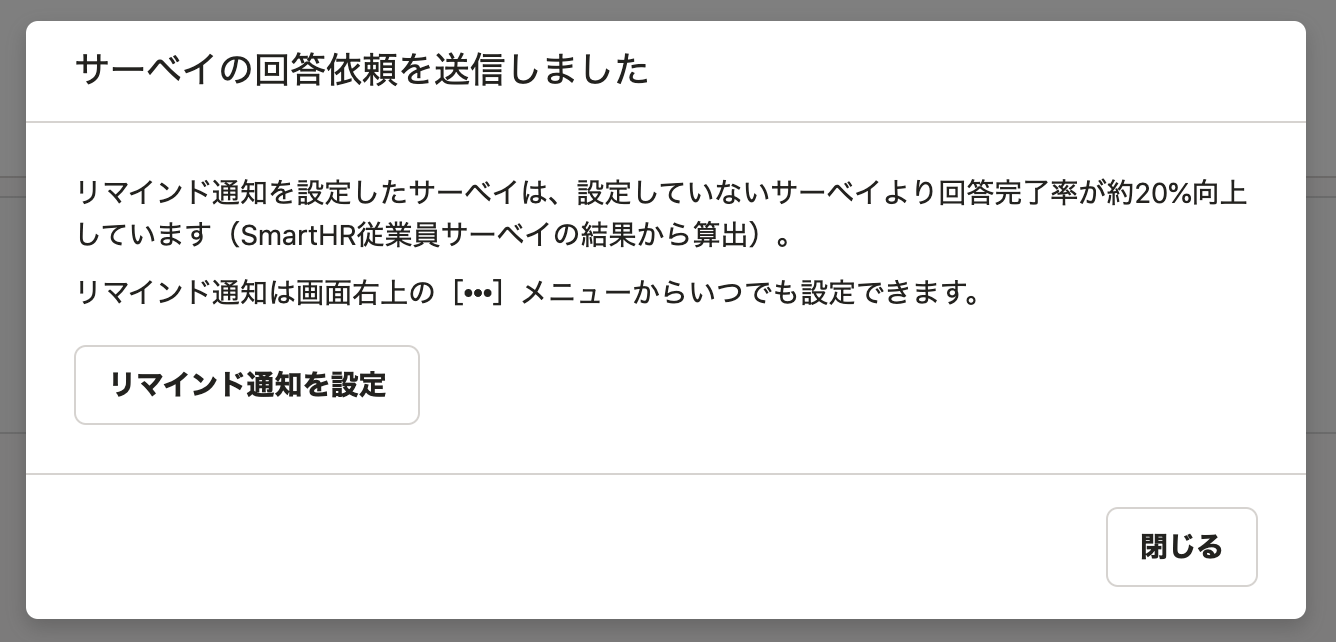 サーベイの回答依頼を送信しました
リマインド通知を設定したサーベイは、設定していないサーベイより回答完了率が約20%向上
しています（SmartHR従業員サーベイの結果から算出）。
リマインド通知は画面右上の［•••］メニューからいつでも設定できます。
リマインド通知を設定
閉じる